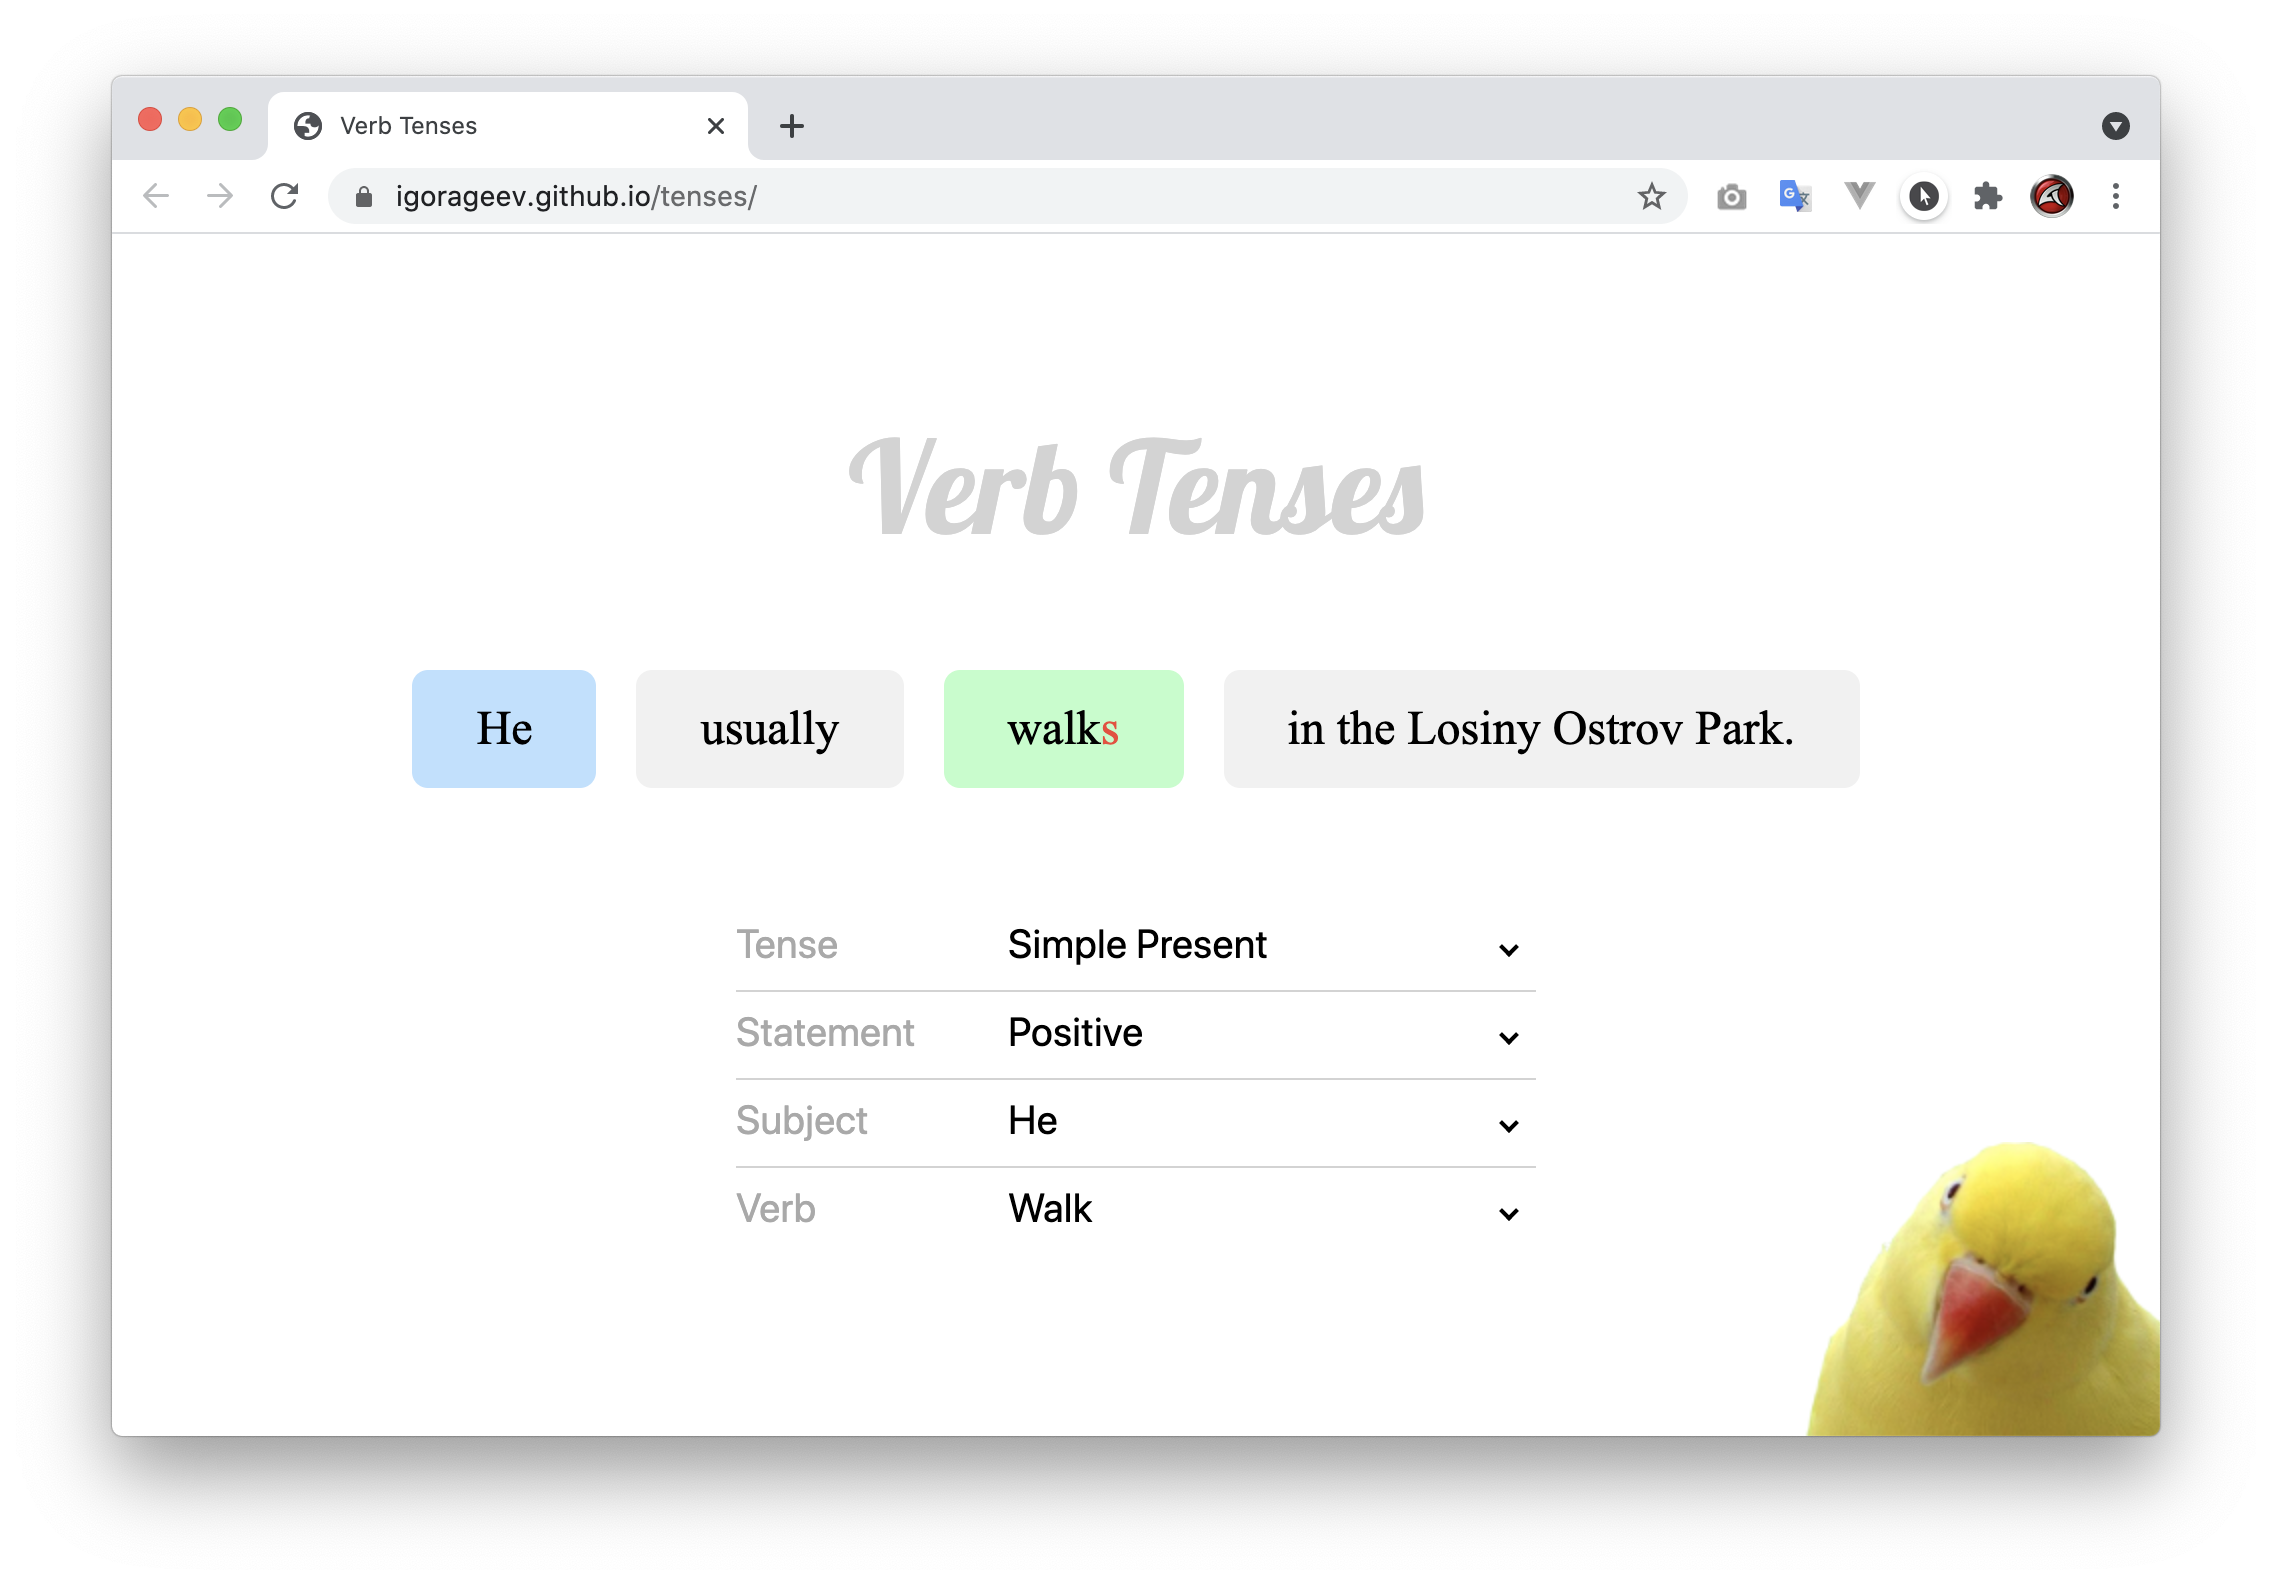 Verb Tenses
igorageev.github.io/tenses/
Verb Tenses
He usually walks in the Losiny Ostrov Park.
Tense Simple Present
Statement Positive
Subject He
Verb Walk